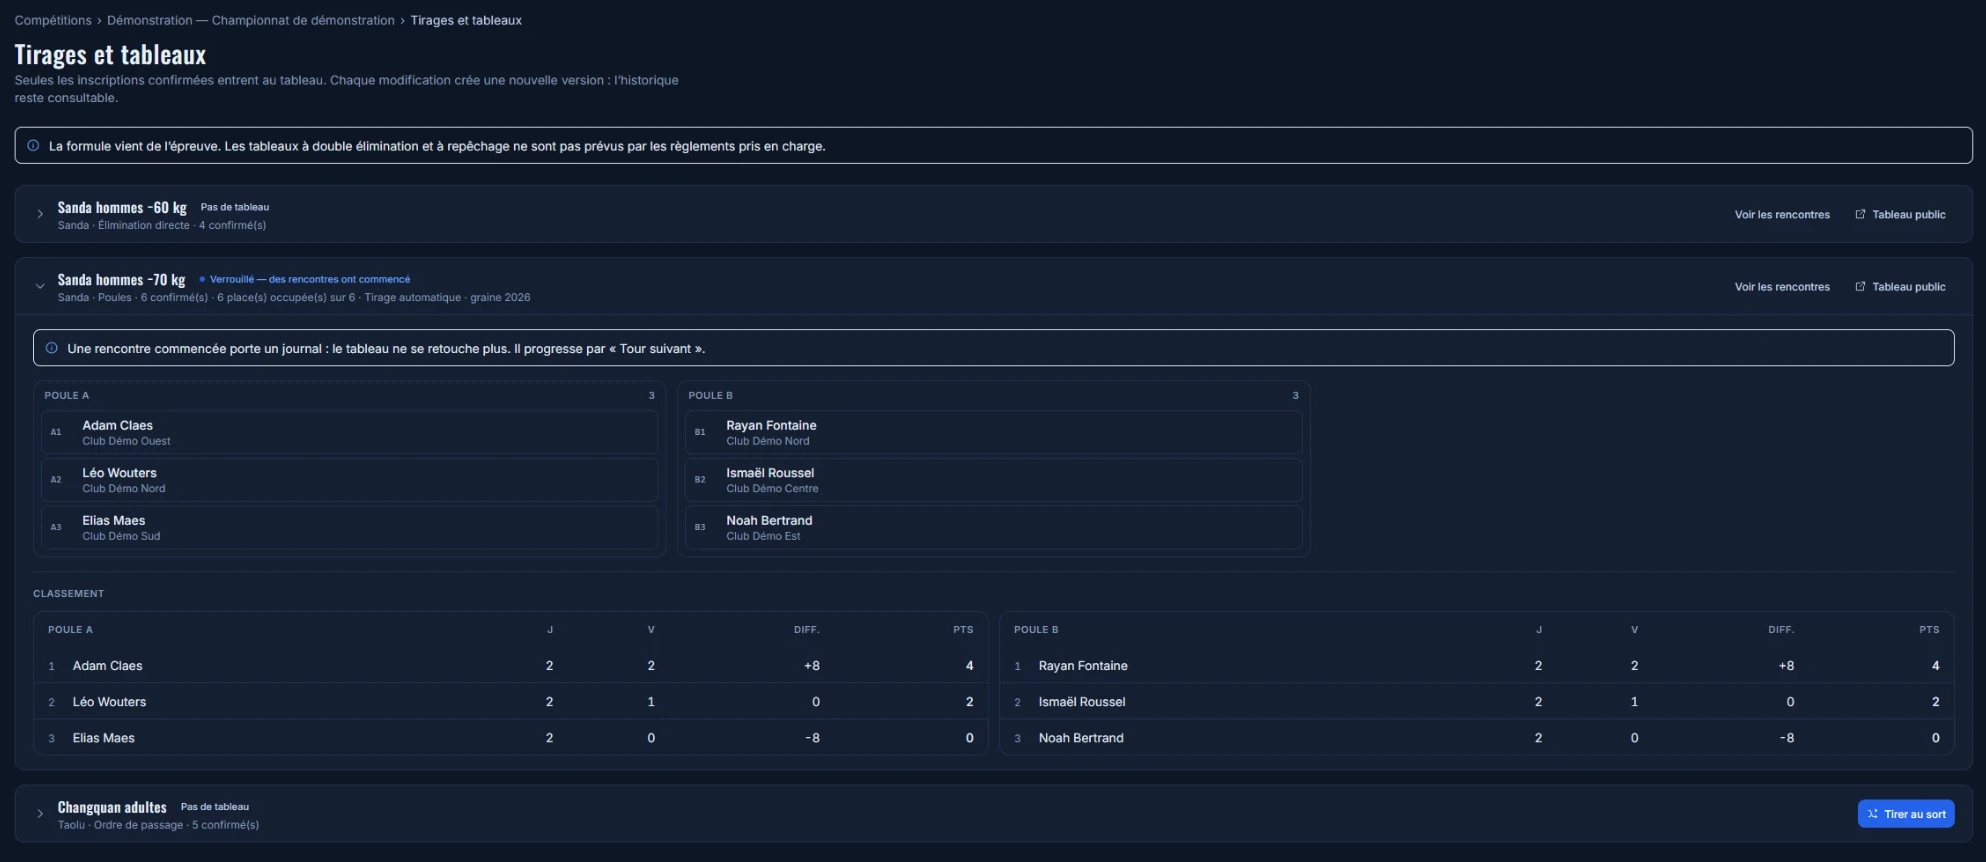 Compétitions › Démonstration — Championnat de démonstration › Tirages et tableaux
Tirages et tableaux
Seules les inscriptions confirmées entrent au tableau. Chaque modification crée une nouvelle version : l'historique
reste consultable.
La formule vient de l'épreuve. Les tableaux à double élimination et à repêchage ne sont pas prévus par les règlements pris en charge.
Sanda hommes -60 kg Pas de tableau
Sanda · Élimination directe · 4 confirmé(s)
Voir les rencontres Tableau public
Sanda hommes -70 kg Verrouillé — des rencontres ont commencé
Sanda · Poules · 6 confirmé(s) · 6 place(s) occupée(s) sur 6 · Tirage automatique · graine 2026
Voir les rencontres Tableau public
Une rencontre commencée porte un journal : le tableau ne se retouche plus. Il progresse par « Tour suivant ».
POULE A 3
A1 Adam Claes
Club Démo Ouest
A2 Léo Wouters
Club Démo Nord
A3 Elias Maes
Club Démo Sud
POULE B 3
B1 Rayan Fontaine
Club Démo Nord
B2 Ismaël Roussel
Club Démo Centre
B3 Noah Bertrand
Club Démo Est
CLASSEMENT
POULE A J V DIFF. PTS
1 Adam Claes 2 2 +8 4
2 Léo Wouters 2 1 0 2
3 Elias Maes 2 0 -8 0
POULE B J V DIFF. PTS
1 Rayan Fontaine 2 2 +8 4
2 Ismaël Roussel 2 1 0 2
3 Noah Bertrand 2 0 -8 0
Changquan adultes Pas de tableau
Taolu · Ordre de passage · 5 confirmé(s)
Tirer au sort